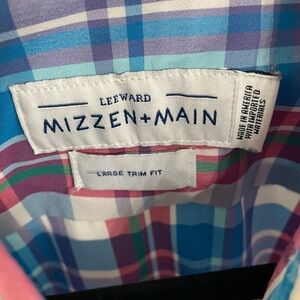 LEEWARD
MIZZEN+MAIN
MADE IN AMERICA
WITH IMPORTED
MATERIALS
LARGE TRIM FIT